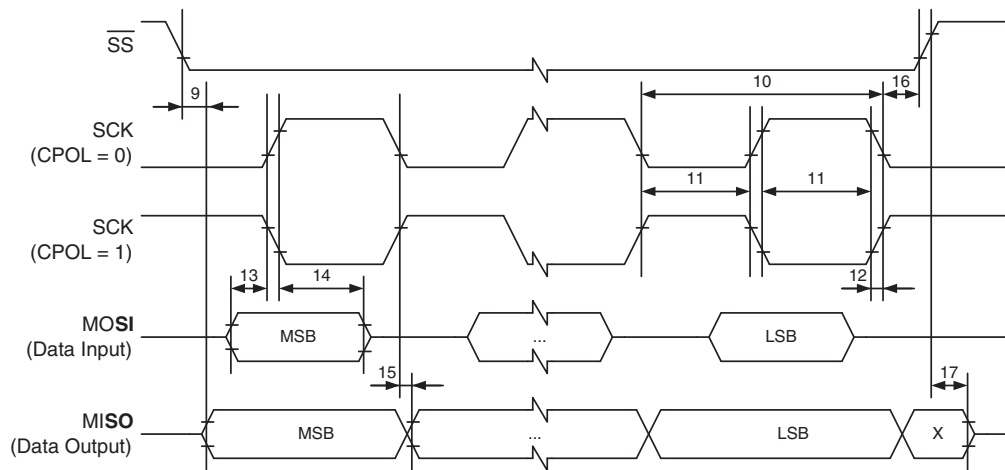 SS
10
9
16
SCK
(CPOL = 0)
11
11
SCK
(CPOL = 1)
13
14
12
MOSI
(Data Input)
MSB
...
LSB
15
17
MISO
(Data Output)
MSB
...
LSB
X